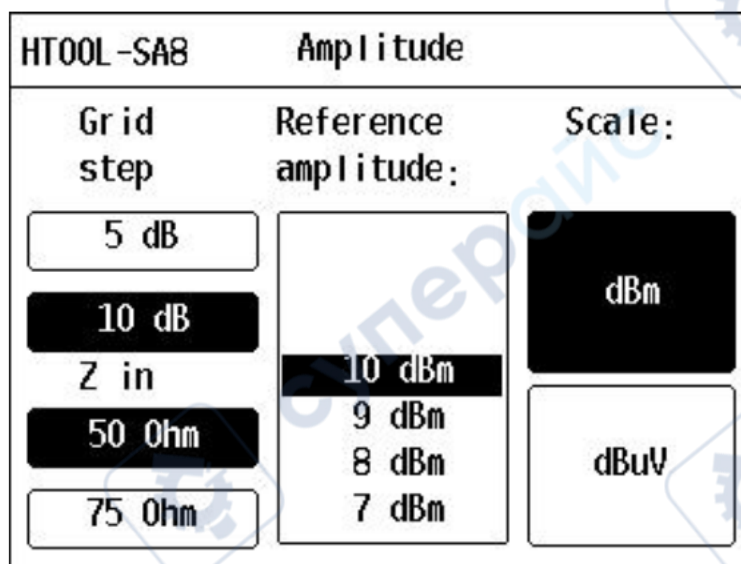 HTOOL-SA8 Amplitude
Grid step
5 dB
10 dB
Z in
50 Ohm
75 Ohm
Reference amplitude:
10 dBm
9 dBm
8 dBm
7 dBm
Scale:
dBm
dBuV
суперайс